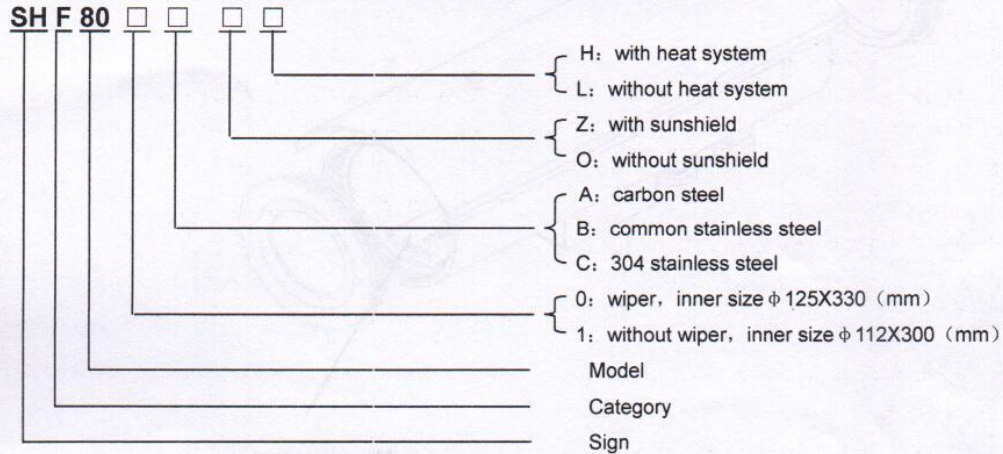 SH F 80 □ □ □ □
H：with heat system
L：without heat system
Z：with sunshield
O：without sunshield
A：carbon steel
B：common stainless steel
C：304 stainless steel
0：wiper，inner size φ125X330（mm）
1：without wiper，inner size φ112X300（mm）
Model
Category
Sign